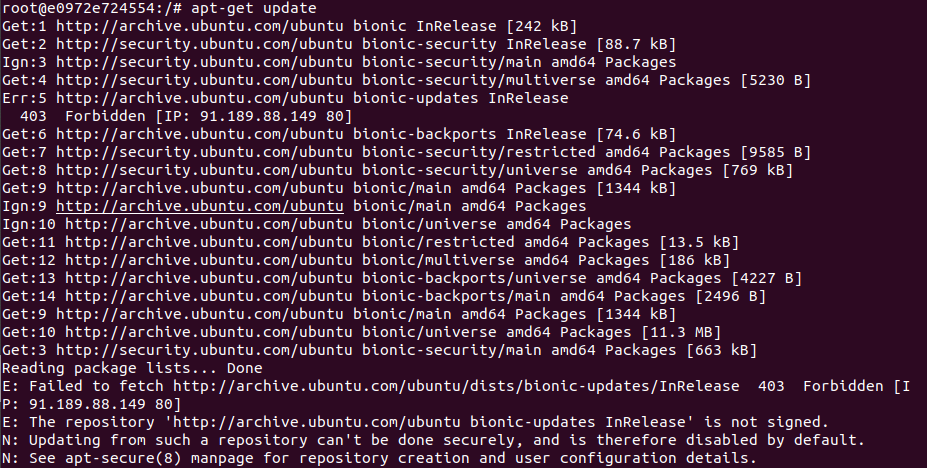 root@e0972e724554:/# apt-get update
Get:1 http://archive.ubuntu.com/ubuntu bionic InRelease [242 kB]
Get:2 http://security.ubuntu.com/ubuntu bionic-security InRelease [88.7 kB]
Ign:3 http://security.ubuntu.com/ubuntu bionic-security/main amd64 Packages
Get:4 http://security.ubuntu.com/ubuntu bionic-security/multiverse amd64 Packages [5230 B]
Err:5 http://archive.ubuntu.com/ubuntu bionic-updates InRelease
  403  Forbidden [IP: 91.189.88.149 80]
Get:6 http://archive.ubuntu.com/ubuntu bionic-backports InRelease [74.6 kB]
Get:7 http://security.ubuntu.com/ubuntu bionic-security/restricted amd64 Packages [9585 B]
Get:8 http://security.ubuntu.com/ubuntu bionic-security/universe amd64 Packages [769 kB]
Get:9 http://archive.ubuntu.com/ubuntu bionic/main amd64 Packages [1344 kB]
Ign:9 http://archive.ubuntu.com/ubuntu bionic/main amd64 Packages
Ign:10 http://archive.ubuntu.com/ubuntu bionic/universe amd64 Packages
Get:11 http://archive.ubuntu.com/ubuntu bionic/restricted amd64 Packages [13.5 kB]
Get:12 http://archive.ubuntu.com/ubuntu bionic/multiverse amd64 Packages [186 kB]
Get:13 http://archive.ubuntu.com/ubuntu bionic-backports/universe amd64 Packages [4227 B]
Get:14 http://archive.ubuntu.com/ubuntu bionic-backports/main amd64 Packages [2496 B]
Get:9 http://archive.ubuntu.com/ubuntu bionic/main amd64 Packages [1344 kB]
Get:10 http://archive.ubuntu.com/ubuntu bionic/universe amd64 Packages [11.3 MB]
Get:3 http://security.ubuntu.com/ubuntu bionic-security/main amd64 Packages [663 kB]
Reading package lists... Done
E: Failed to fetch http://archive.ubuntu.com/ubuntu/dists/bionic-updates/InRelease  403  Forbidden [I
P: 91.189.88.149 80]
E: The repository 'http://archive.ubuntu.com/ubuntu bionic-updates InRelease' is not signed.
N: Updating from such a repository can't be done securely, and is therefore disabled by default.
N: See apt-secure(8) manpage for repository creation and user configuration details.